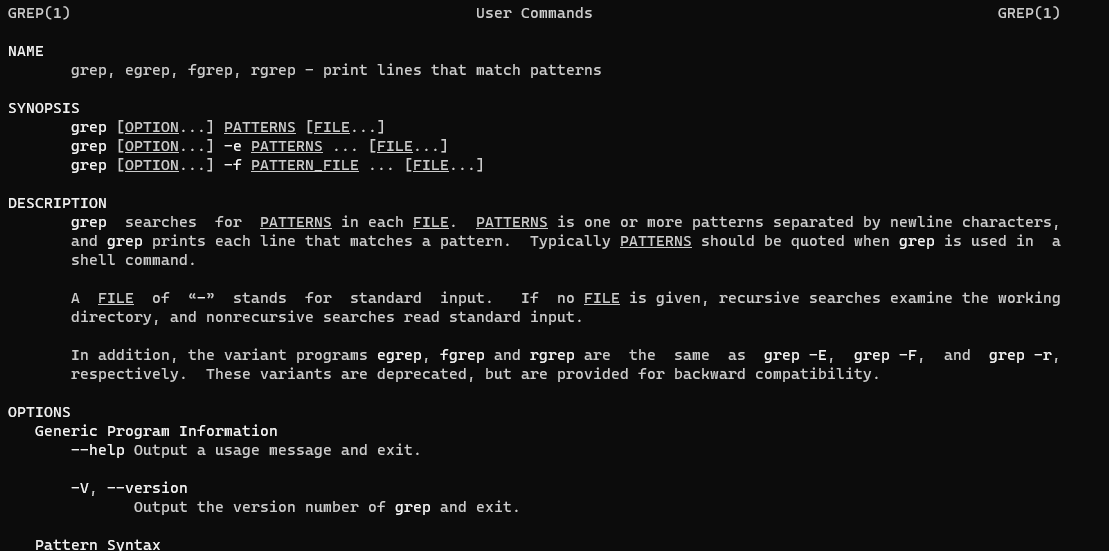 GREP(1) User Commands GREP(1)
NAME
grep, egrep, fgrep, rgrep - print lines that match patterns
SYNOPSIS
grep [OPTION...] PATTERNS [FILE...]
grep [OPTION...] -e PATTERNS ... [FILE...]
grep [OPTION...] -f PATTERN_FILE ... [FILE...]
DESCRIPTION
grep searches for PATTERNS in each FILE. PATTERNS is one or more patterns separated by newline characters,
and grep prints each line that matches a pattern. Typically PATTERNS should be quoted when grep is used in a
shell command.
A FILE of “-” stands for standard input. If no FILE is given, recursive searches examine the working
directory, and nonrecursive searches read standard input.
In addition, the variant programs egrep, fgrep and rgrep are the same as grep -E, grep -F, and grep -r,
respectively. These variants are deprecated, but are provided for backward compatibility.
OPTIONS
Generic Program Information
--help Output a usage message and exit.
-V, --version
Output the version number of grep and exit.
Pattern Syntax